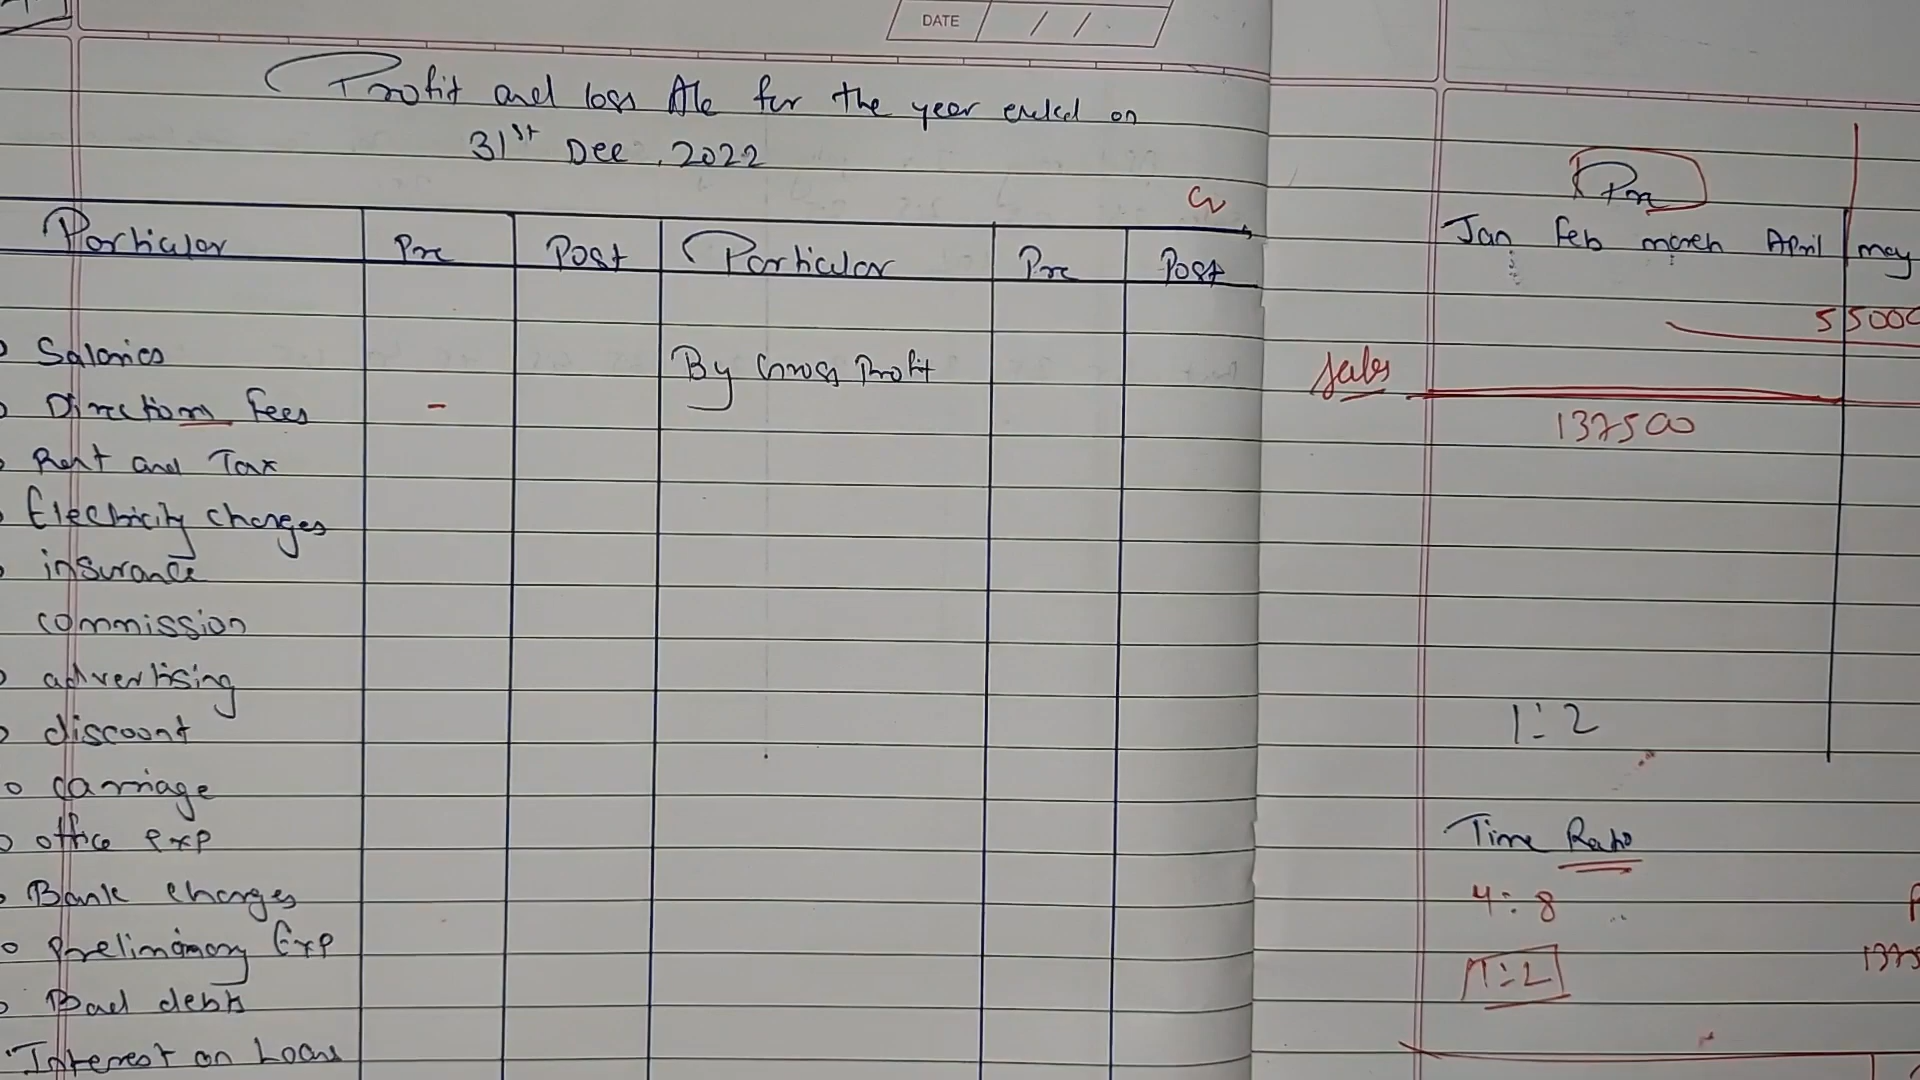 DATE / /
Profit and loss A/c for the year ended on
31st Dec, 2022
Cr
Particular Pre Post Particular Pre Post
Salaries By Gross Profit
Directors Fees -
Rent and Tax
Electricity charges
insurance
commission
advertising
discount
carriage
office exp
Bank charges
Preliminary Exp
Bad debts
Interest on Loans
Pre
Jan Feb march April may
55000
Sales
137500
1:2
Time Ratio
4:8
1:2